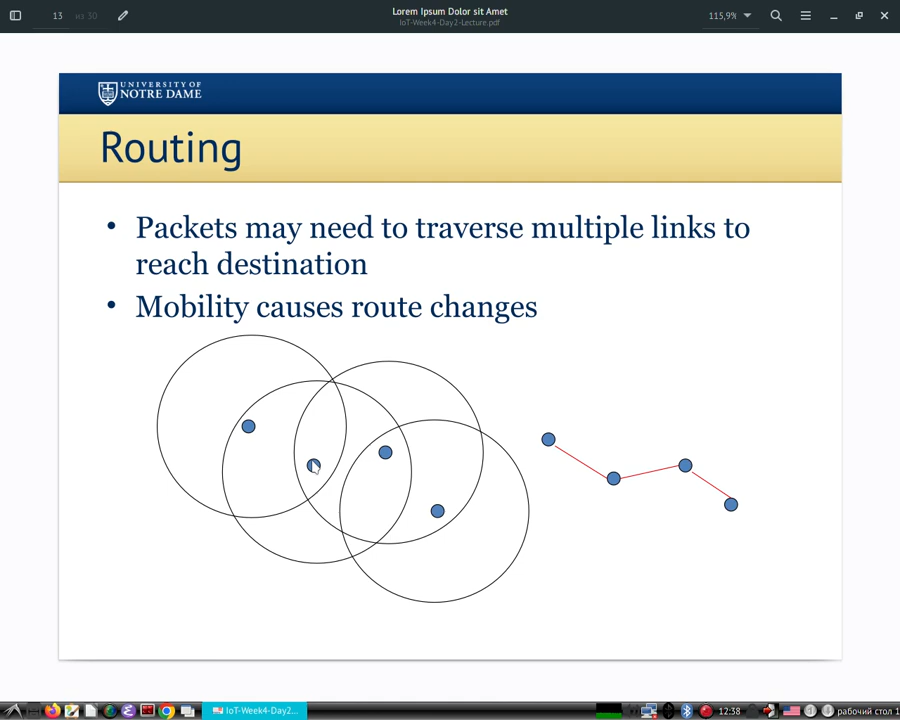 13 из 30
Lorem Ipsum Dolor sit Amet
IoT-Week4-Day2-Lecture.pdf
115,9%
UNIVERSITY OF
NOTRE DAME
Routing
• Packets may need to traverse multiple links to
reach destination
• Mobility causes route changes
IoT-Week4-Day2...
12:38
рабочий стол 1